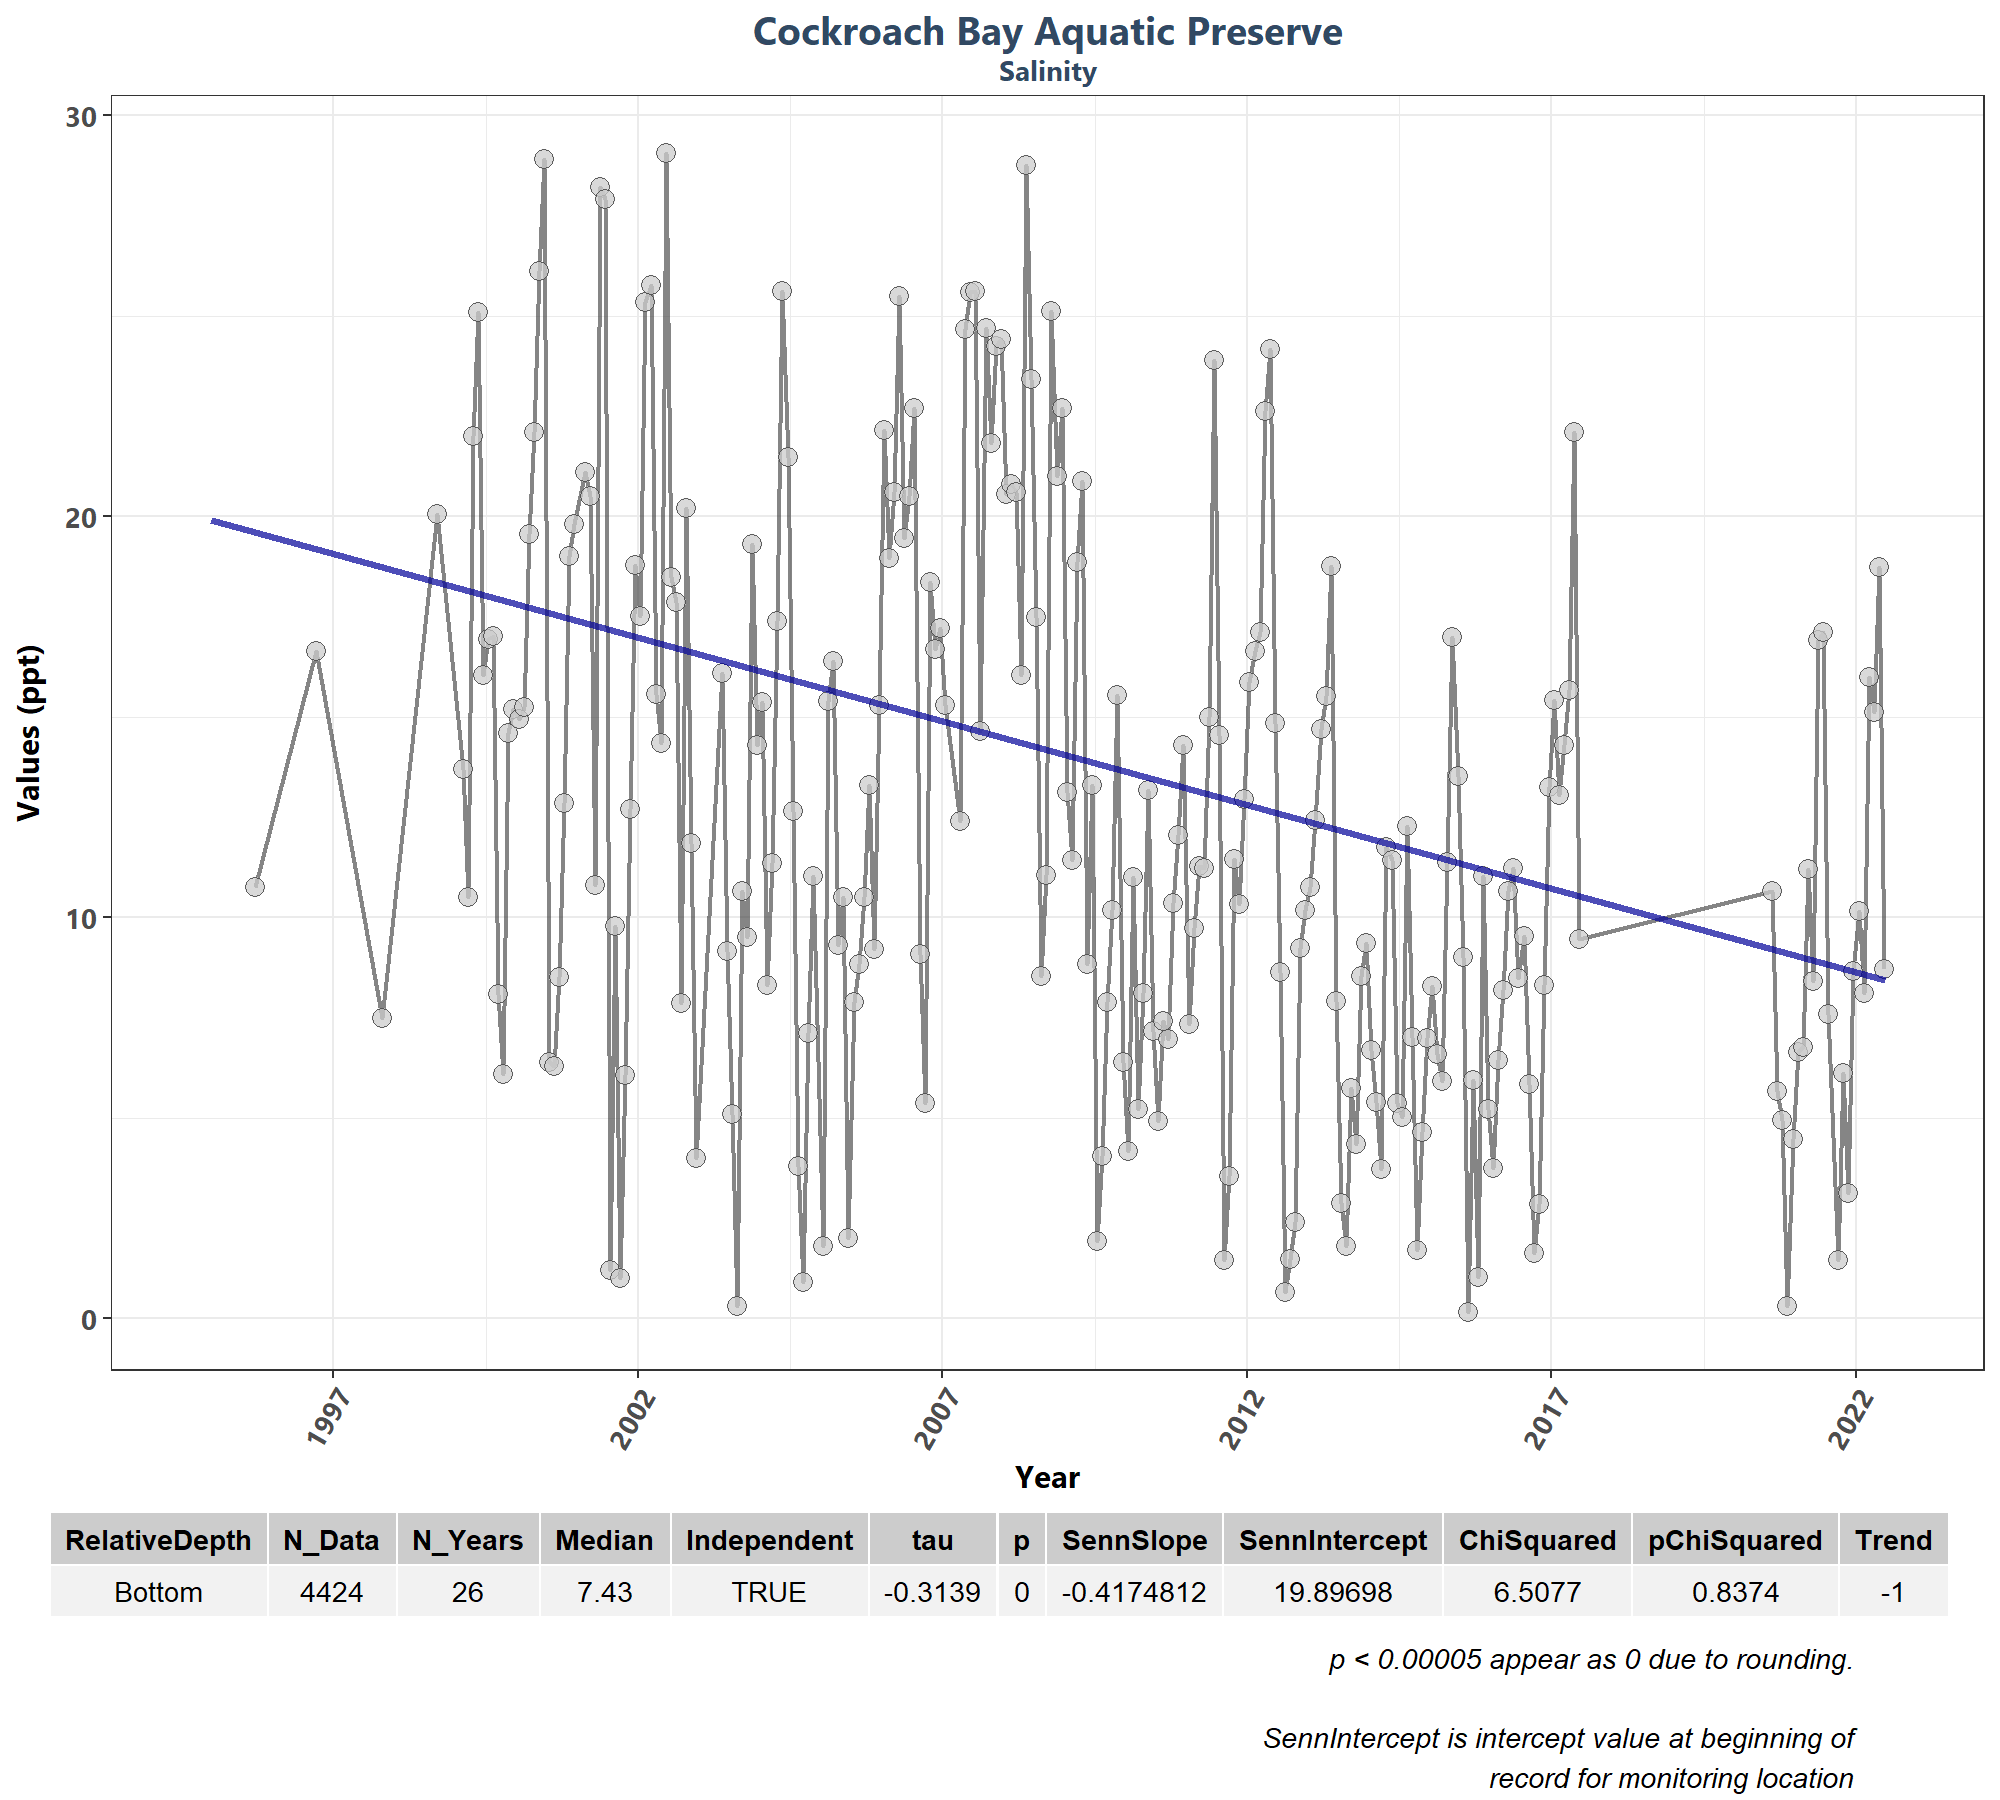 Cockroach Bay Aquatic Preserve
Salinity
30
20
10
0
Values (ppt)
1997 2002 2007 2012 2017 2022
Year
RelativeDepth N_Data N_Years Median Independent tau p SennSlope SennIntercept ChiSquared pChiSquared Trend
Bottom 4424 26 7.43 TRUE -0.3139 0 -0.4174812 19.89698 6.5077 0.8374 -1
p < 0.00005 appear as 0 due to rounding.
SennIntercept is intercept value at beginning of
record for monitoring location